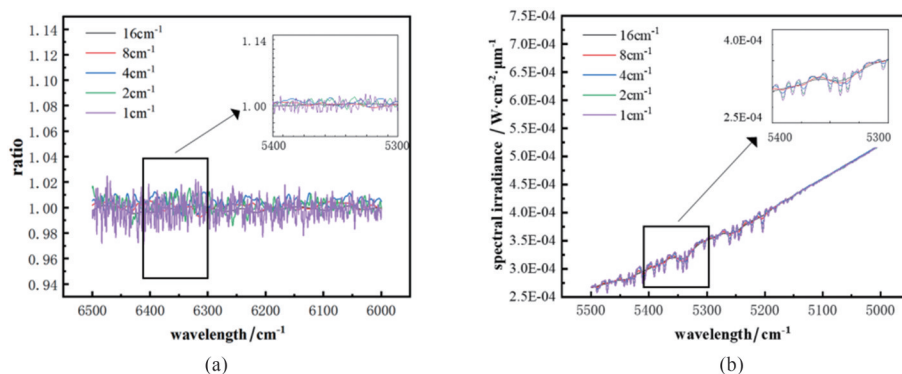 1.14
1.12
1.10
1.08
1.06
1.04
1.02
1.00
0.98
0.96
0.94
ratio
16cm⁻¹
8cm⁻¹
4cm⁻¹
2cm⁻¹
1cm⁻¹
1.14
1.00
5400 5300
6500 6400 6300 6200 6100 6000
wavelength/cm⁻¹
(a)
7.5E-04
7.0E-04
6.5E-04
6.0E-04
5.5E-04
5.0E-04
4.5E-04
4.0E-04
3.5E-04
3.0E-04
2.5E-04
spectral irradiance / W·cm⁻²·μm⁻¹
16cm⁻¹
8cm⁻¹
4cm⁻¹
2cm⁻¹
1cm⁻¹
4.0E-04
2.5E-04
5400 5300
5500 5400 5300 5200 5100 5000
wavelength/cm⁻¹
(b)